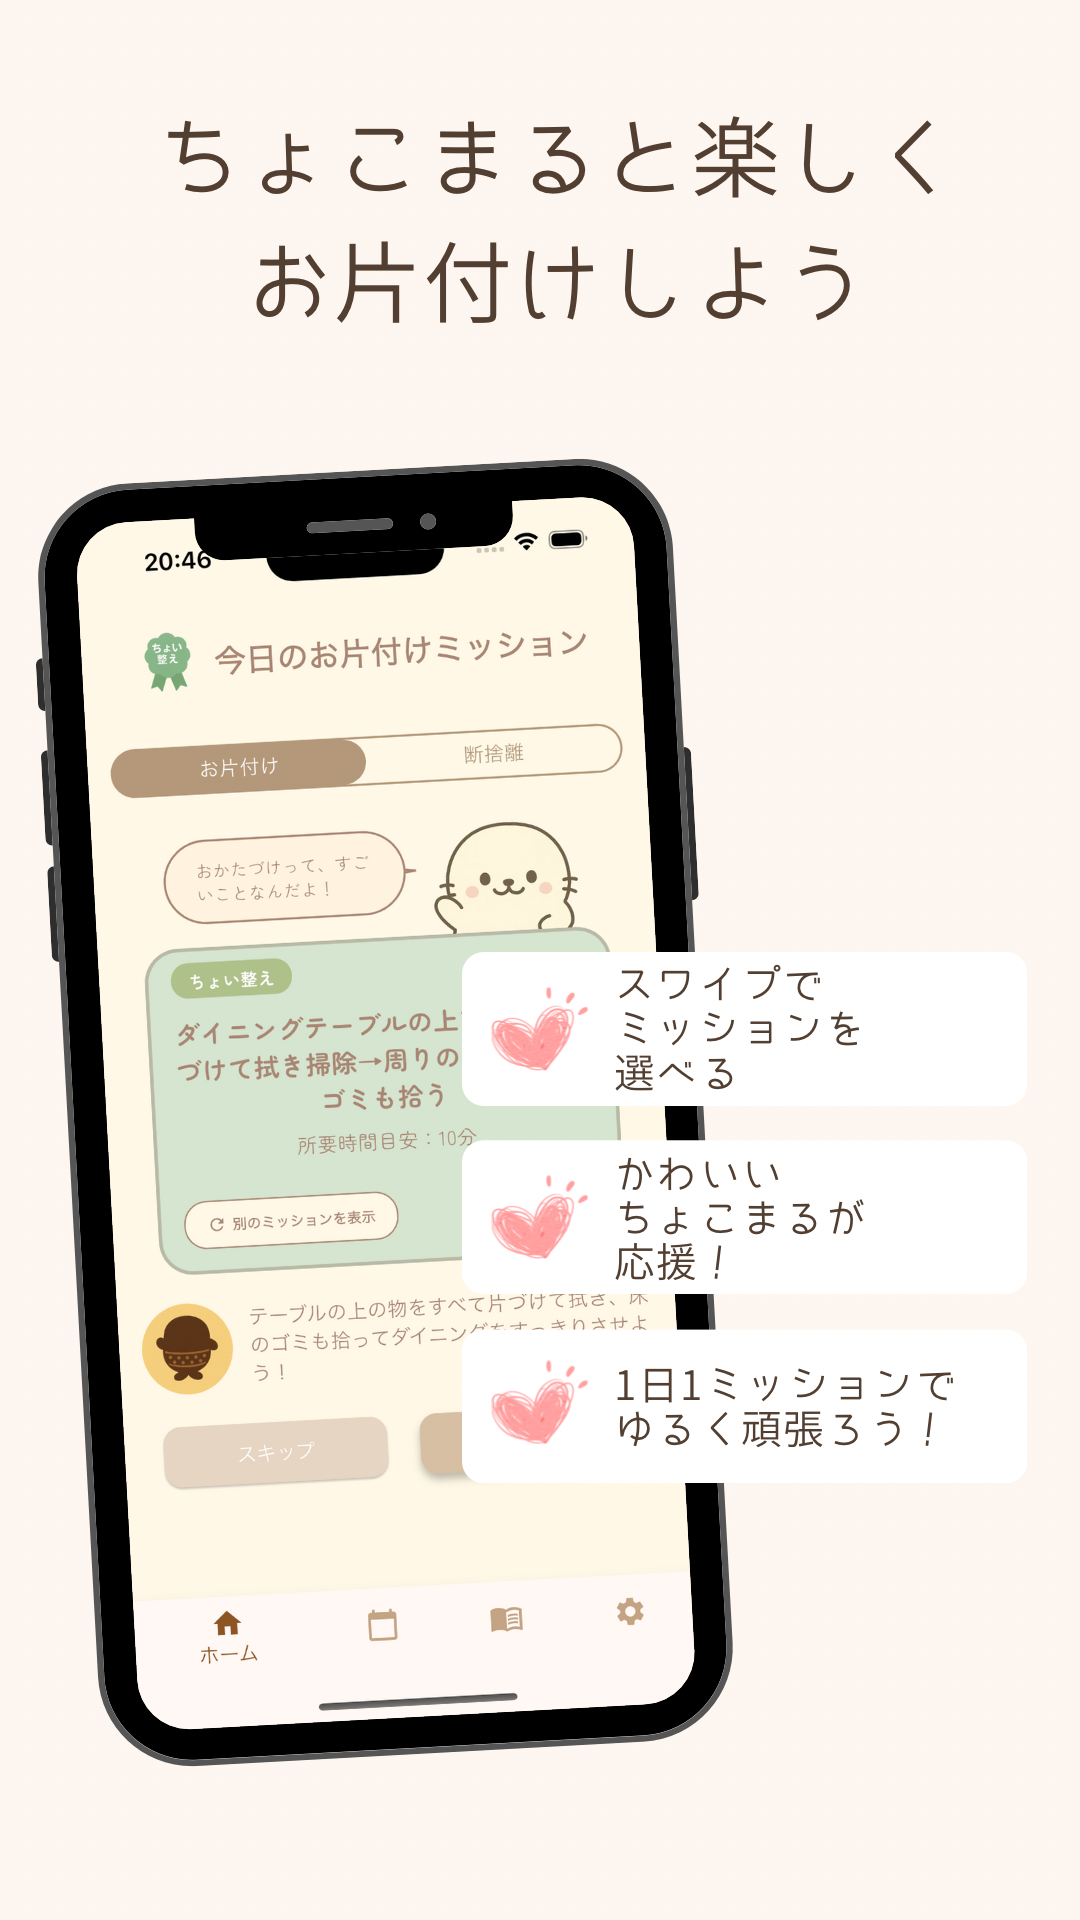 ちょこまると楽しく
お片付けしよう
20:46
ちょい
整え
今日のお片付けミッション
お片付け
断捨離
おかたづけって、すご
いことなんだよ！
ちょい整え
ダイニングテーブルの上
づけて拭き掃除→周りの
ゴミも拾う
所要時間目安：10分
別のミッションを表示
スワイプで
ミッションを
選べる
かわいい
ちょこまるが
応援！
テーブルの上の物をすべて片づけて拭き、床
のゴミも拾ってダイニングをすっきりさせよ
う！
1日1ミッションで
ゆるく頑張ろう！
スキップ
ホーム